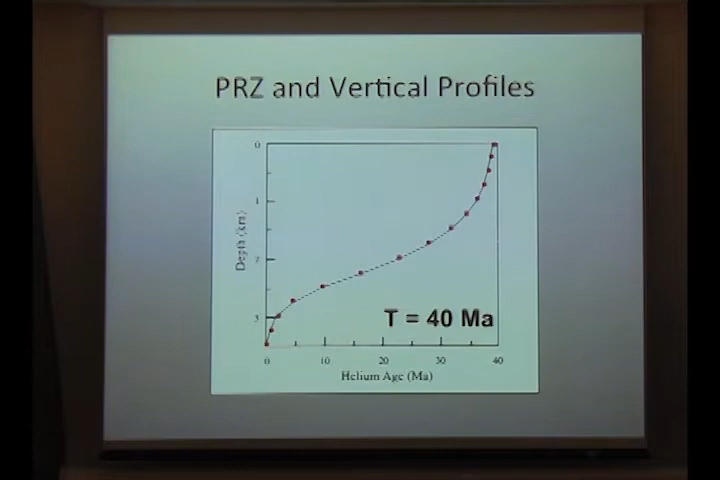 PRZ and Vertical Profiles
0
1
2
3
Depth (km)
T = 40 Ma
0 10 20 30 40
Helium Age (Ma)